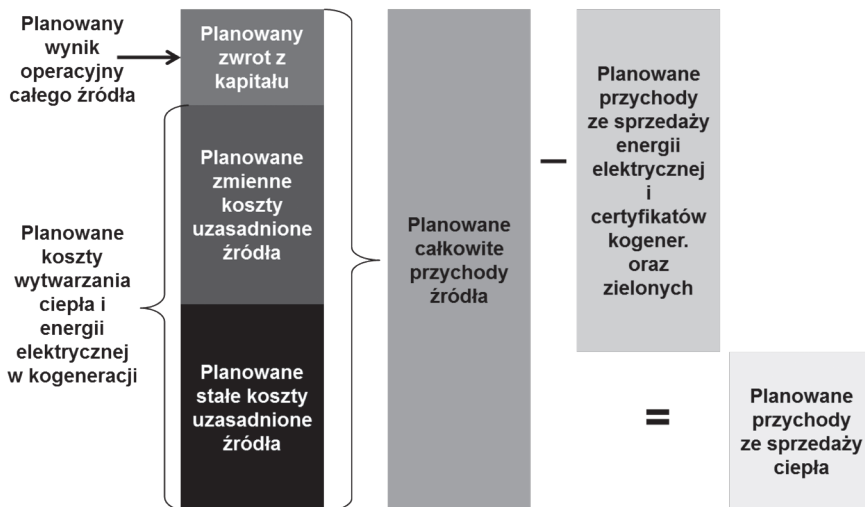 Planowany
wynik
operacyjny
całego źródła
Planowane
koszty
wytwarzania
ciepła i
energii
elektrycznej
w kogeneracji
Planowany
zwrot z
kapitału
Planowane
zmienne
koszty
uzasadnione
źródła
Planowane
stałe koszty
uzasadnione
źródła
Planowane
całkowite
przychody
źródła
–
Planowane
przychody
ze sprzedaży
energii
elektrycznej
i
certyfikatów
kogener.
oraz
zielonych
=
Planowane
przychody
ze sprzedaży
ciepła